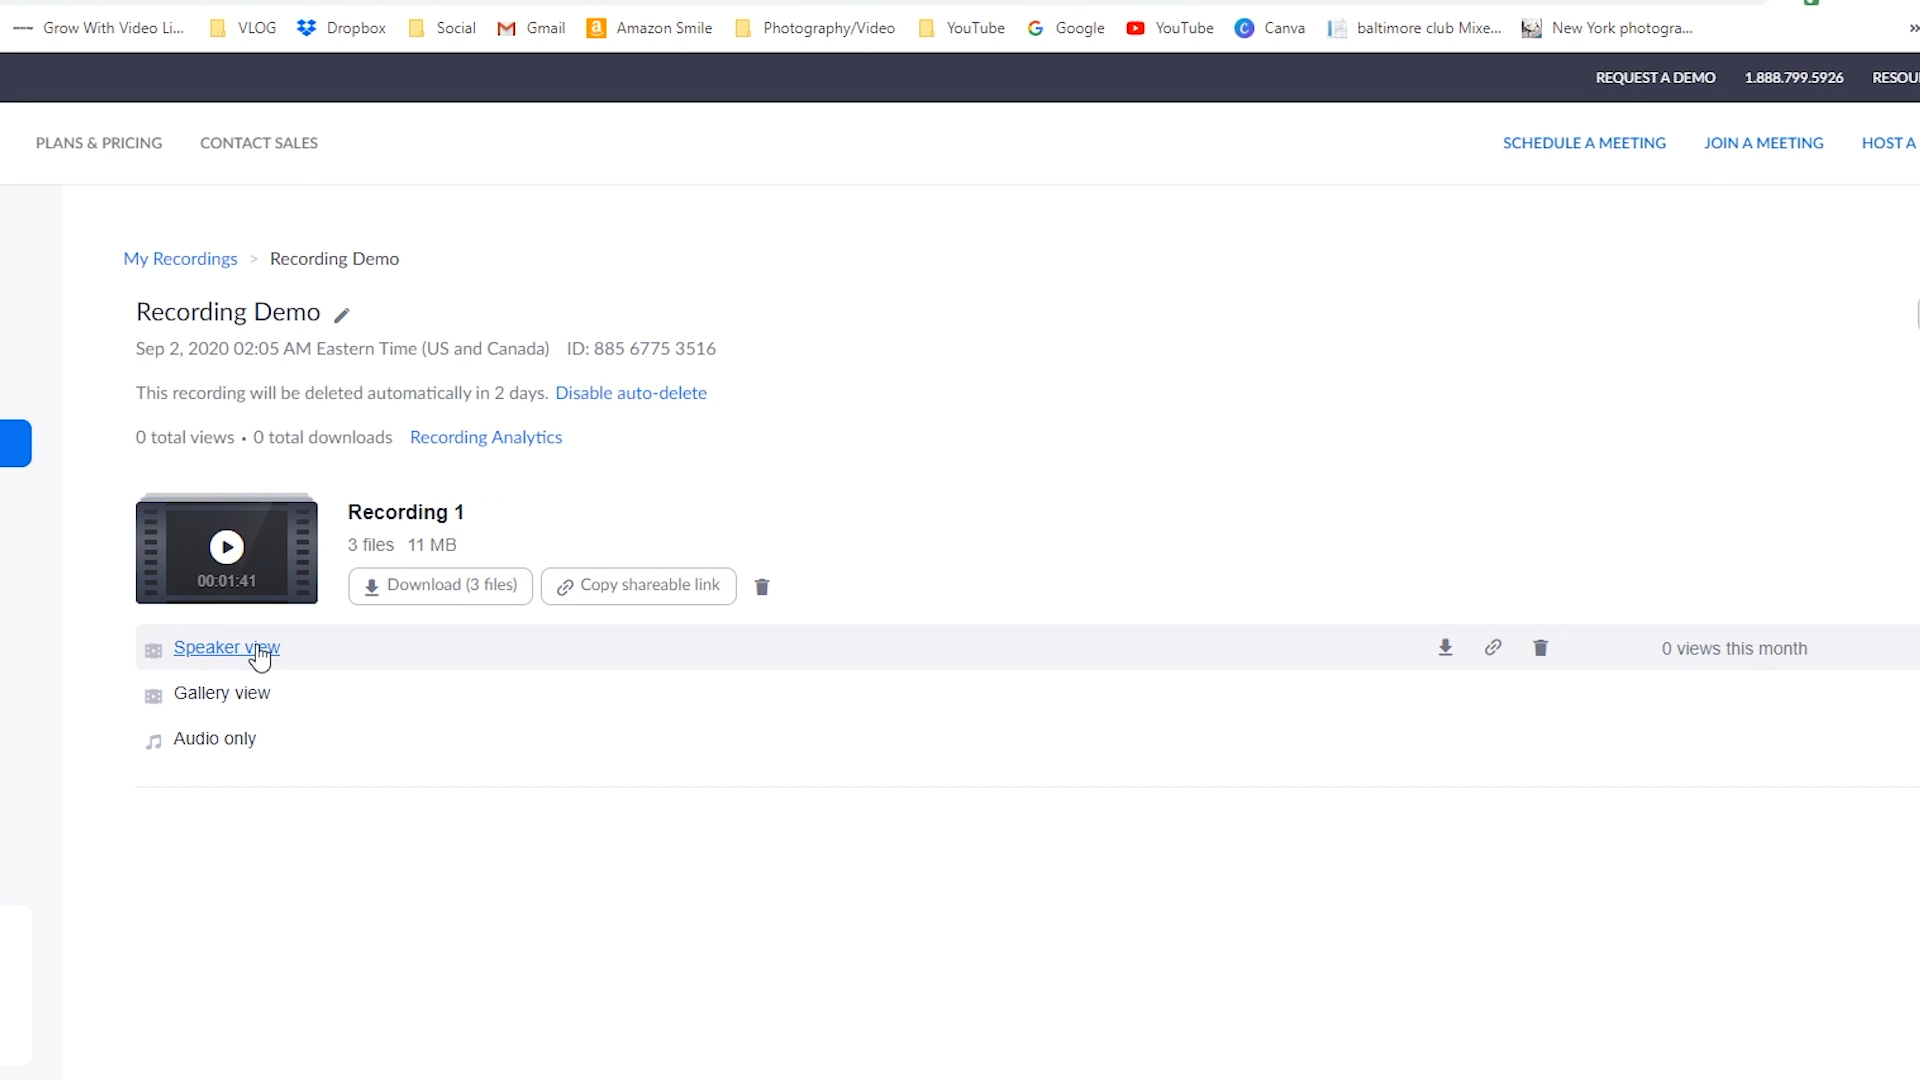 Grow With Video Li... VLOG Dropbox Social Gmail Amazon Smile Photography/Video YouTube Google YouTube Canva baltimore club Mixe... New York photogra... »
REQUEST A DEMO 1.888.799.5926 RESOU
PLANS & PRICING CONTACT SALES SCHEDULE A MEETING JOIN A MEETING HOST A
My Recordings > Recording Demo
Recording Demo
Sep 2, 2020 02:05 AM Eastern Time (US and Canada) ID: 885 6775 3516
This recording will be deleted automatically in 2 days. Disable auto-delete
0 total views • 0 total downloads Recording Analytics
Recording 1
3 files 11 MB
00:01:41
Download (3 files) Copy shareable link
Speaker view 0 views this month
Gallery view
Audio only